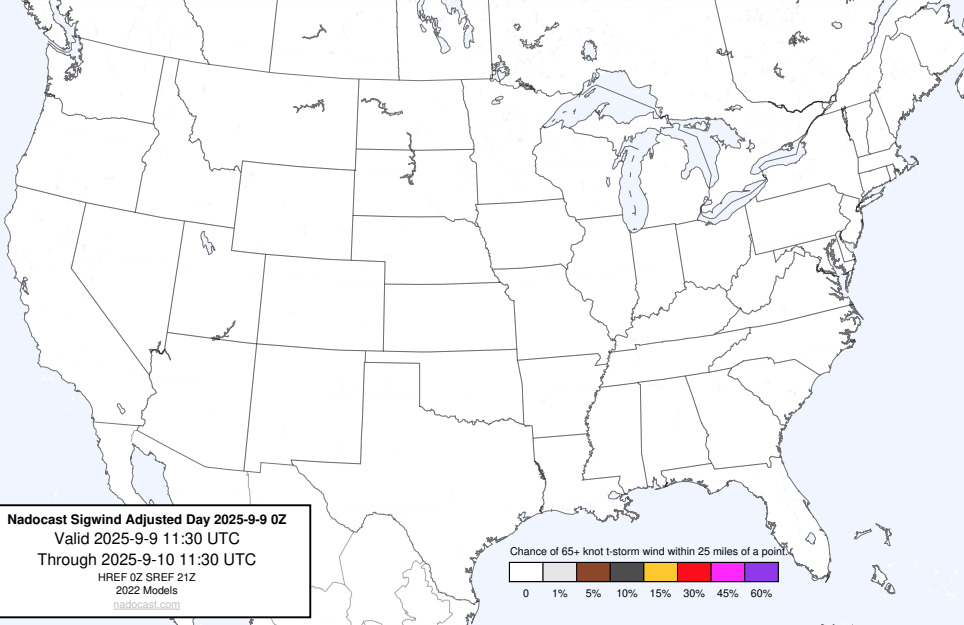 Nadocast Sigwind Adjusted Day 2025-9-9 0Z
Valid 2025-9-9 11:30 UTC
Through 2025-9-10 11:30 UTC
HREF 0Z SREF 21Z
2022 Models
nadocast.com
Chance of 65+ knot t-storm wind within 25 miles of a point.
0 1% 5% 10% 15% 30% 45% 60%